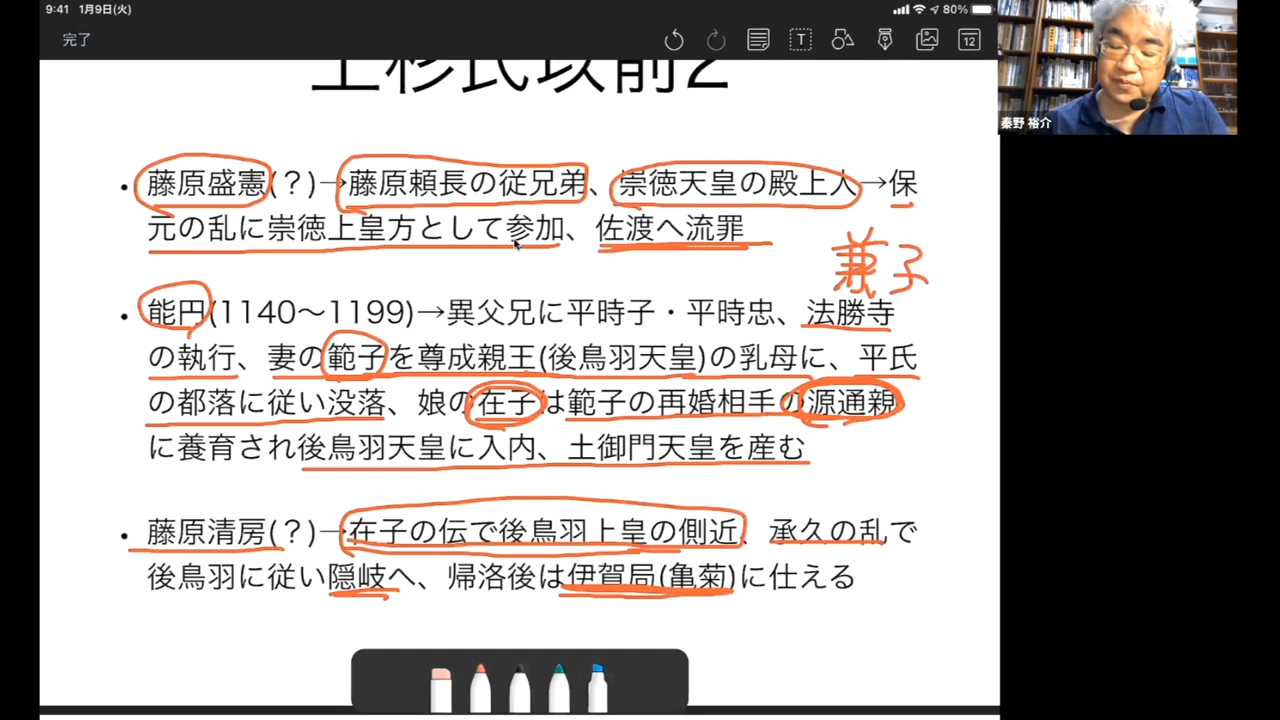 9:41 1月9日(火)
80%
完了
T
12
上杉氏以前2
秦野 裕介
・藤原盛憲(？)→藤原頼長の従兄弟、崇徳天皇の殿上人→保
元の乱に崇徳上皇方として参加、佐渡へ流罪
兼子
・能円(1140〜1199)→異父兄に平時子・平時忠、法勝寺
の執行、妻の範子を尊成親王(後鳥羽天皇)の乳母に、平氏
の都落に従い没落、娘の在子は範子の再婚相手の源通親
に養育され後鳥羽天皇に入内、土御門天皇を産む
・藤原清房(？)→在子の伝で後鳥羽上皇の側近、承久の乱で
後鳥羽に従い隠岐へ、帰洛後は伊賀局(亀菊)に仕える